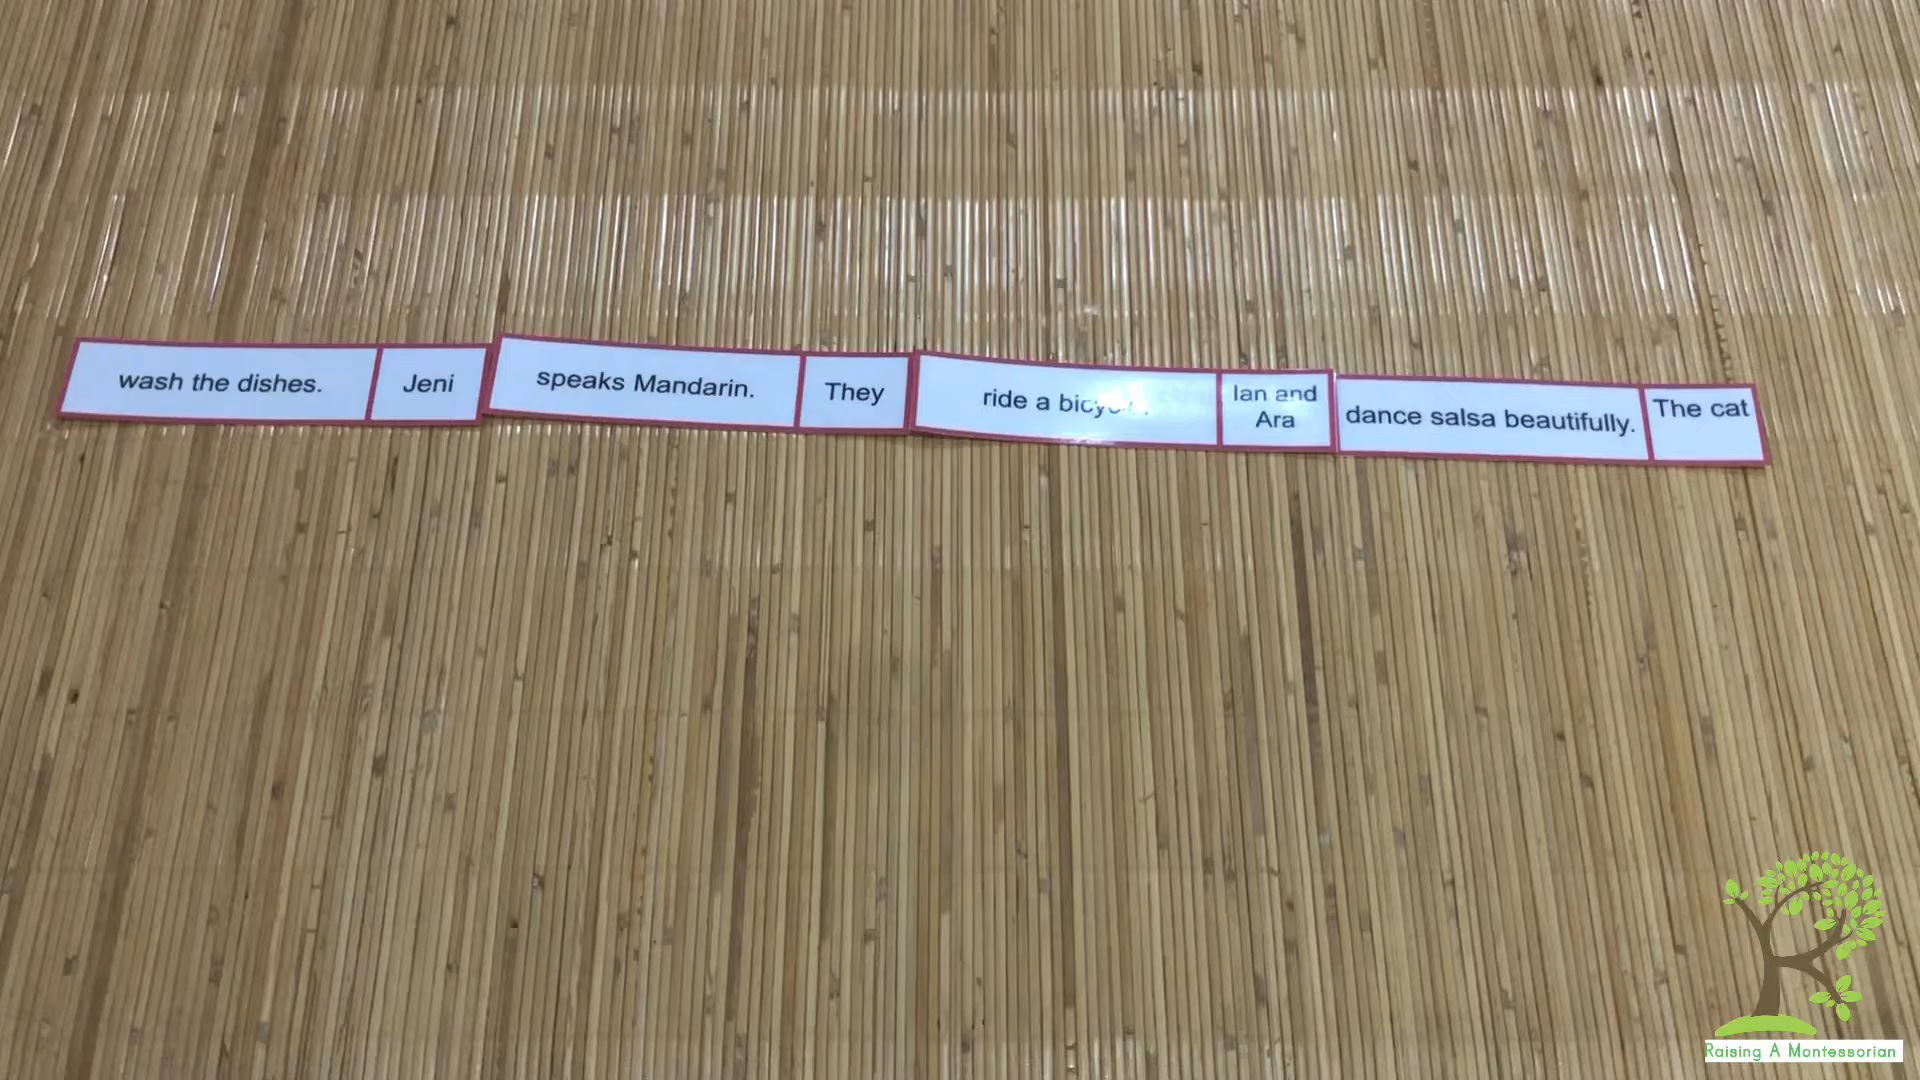 wash the dishes.
Jeni
speaks Mandarin.
They
ride a
Ian and
Ara
dance salsa beautifully.
The cat
Raising A Montessorian